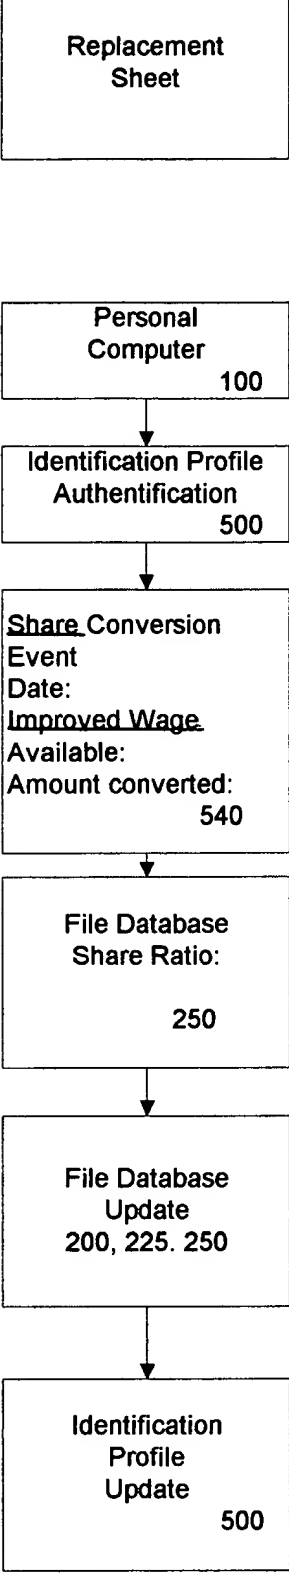 Replacement
Sheet
Personal
Computer
100
Identification Profile
Authentification
500
Share Conversion
Event
Date:
Improved Wage
Available:
Amount converted:
540
File Database
Share Ratio:
250
File Database
Update
200, 225. 250
Identification
Profile
Update
500